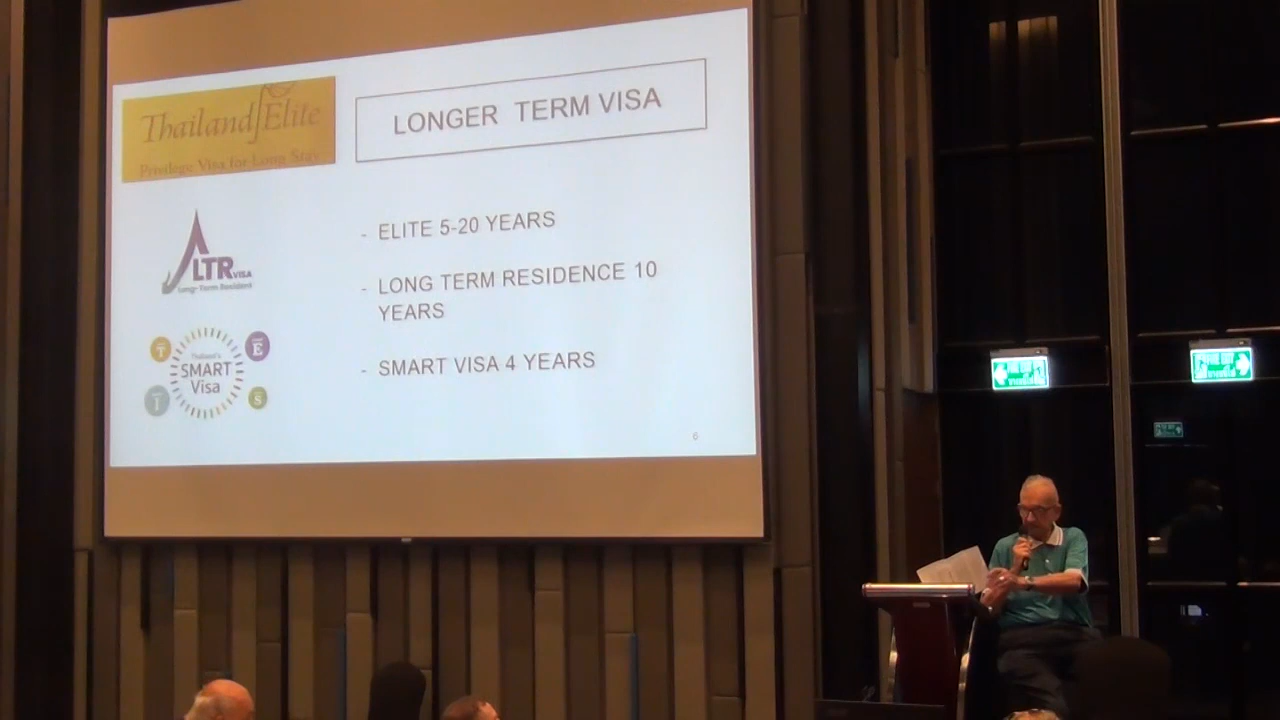 Thailand Elite
Privilege Visa for Long Stay
LONGER TERM VISA
LTR VISA
Long-Term Resident
Thailand's
SMART
Visa
T
E
I
S
- ELITE 5-20 YEARS
- LONG TERM RESIDENCE 10
YEARS
- SMART VISA 4 YEARS
6